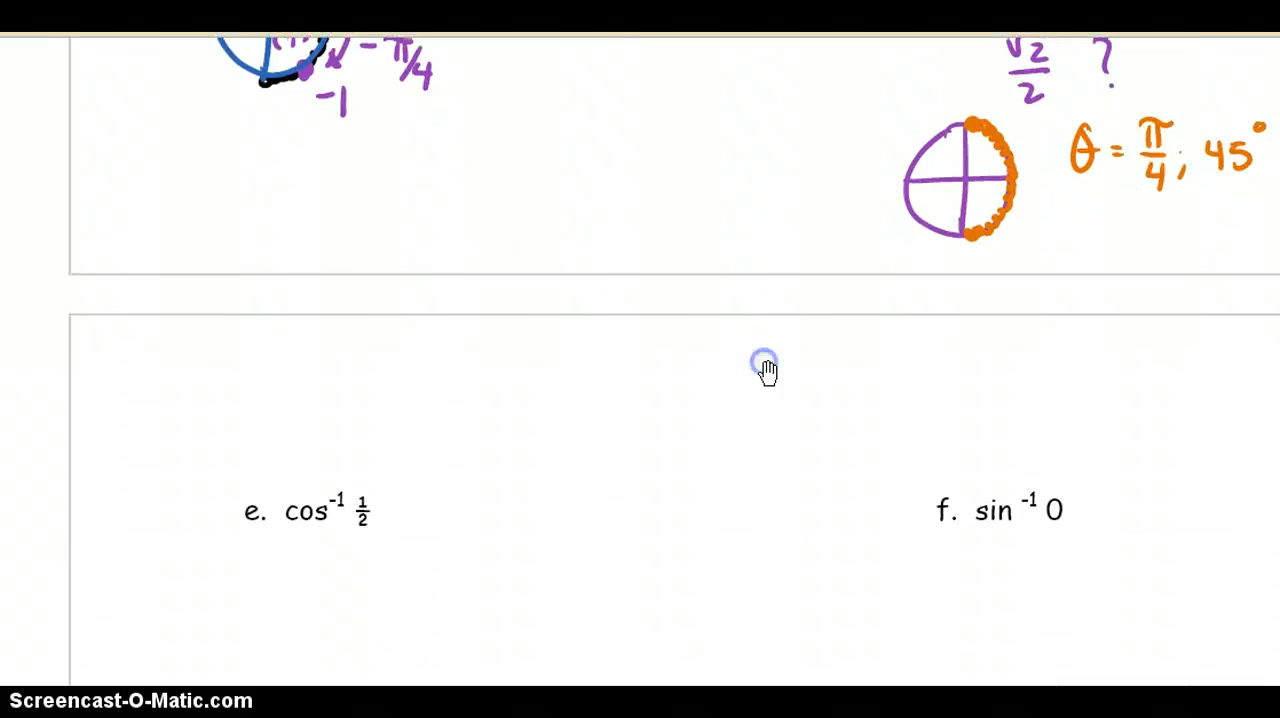 - π/4
-1
√2/2 ?
θ = π/4 ; 45°
e. cos⁻¹ ½
f. sin⁻¹ 0
Screencast-O-Matic.com